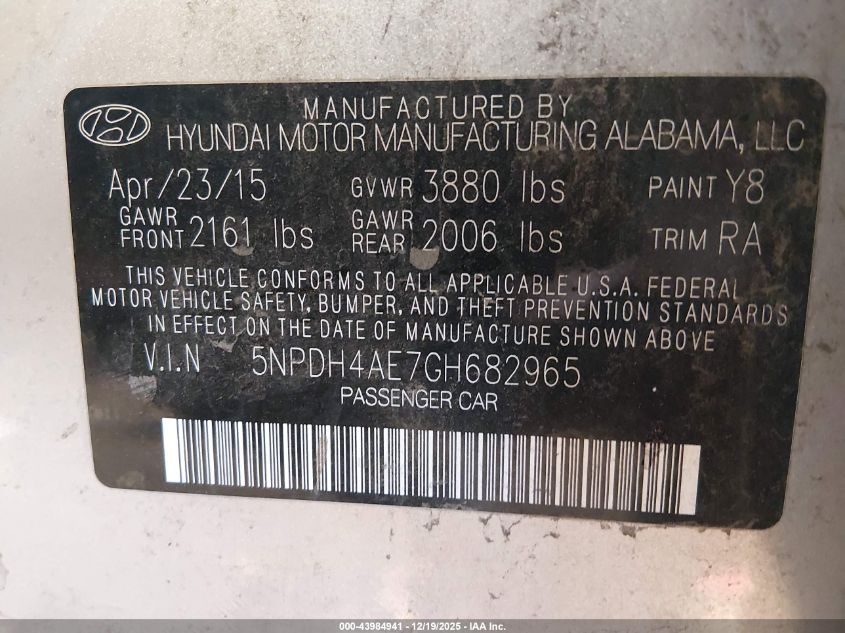 MANUFACTURED BY
HYUNDAI MOTOR MANUFACTURING ALABAMA, LLC
Apr/23/15 GVWR 3880 lbs PAINT Y8
GAWR FRONT 2161 lbs GAWR REAR 2006 lbs TRIM RA
THIS VEHICLE CONFORMS TO ALL APPLICABLE U.S.A. FEDERAL
MOTOR VEHICLE SAFETY, BUMPER, AND THEFT PREVENTION STANDARDS
IN EFFECT ON THE DATE OF MANUFACTURE SHOWN ABOVE
V.I.N 5NPDH4AE7GH682965
PASSENGER CAR
000-43984941 - 12/19/2025 - IAA Inc.